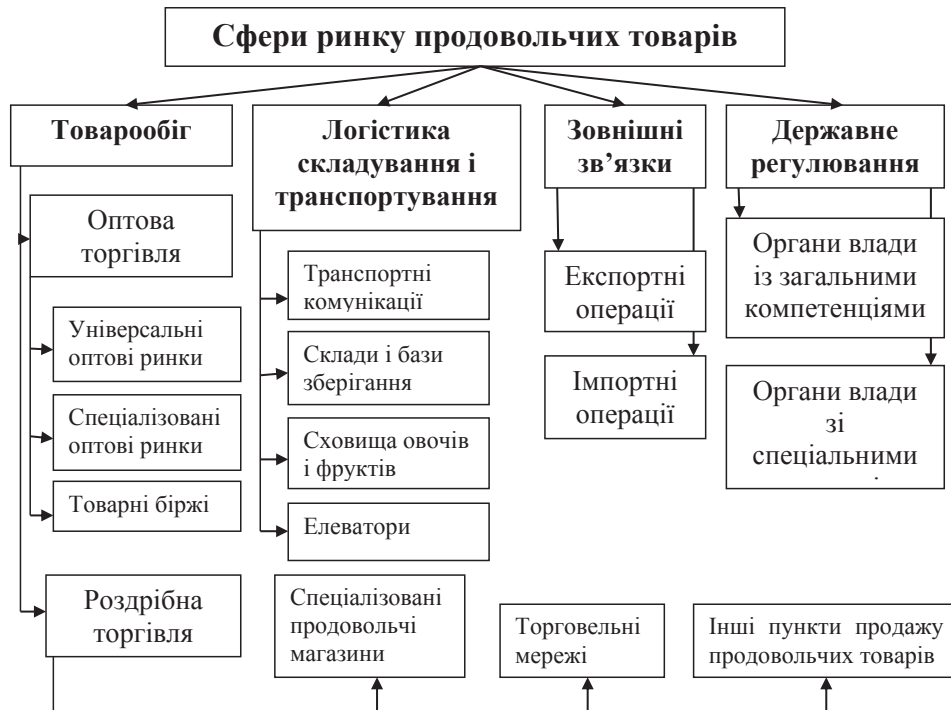 Сфери ринку продовольчих товарів
Товарообіг
Оптова
торгівля
Універсальні
оптові ринки
Спеціалізовані
оптові ринки
Товарні біржі
Роздрібна
торгівля
Логістика
складування і
транспортування
Транспортні
комунікації
Склади і бази
зберігання
Сховища овочів
і фруктів
Елеватори
Зовнішні
зв’язки
Експортні
операції
Імпортні
операції
Державне
регулювання
Органи влади
із загальними
компетенціями
Органи влади
зі
спеціальними
Спеціалізовані
продовольчі
магазини
Торговельні
мережі
Інші пункти продажу
продовольчих товарів